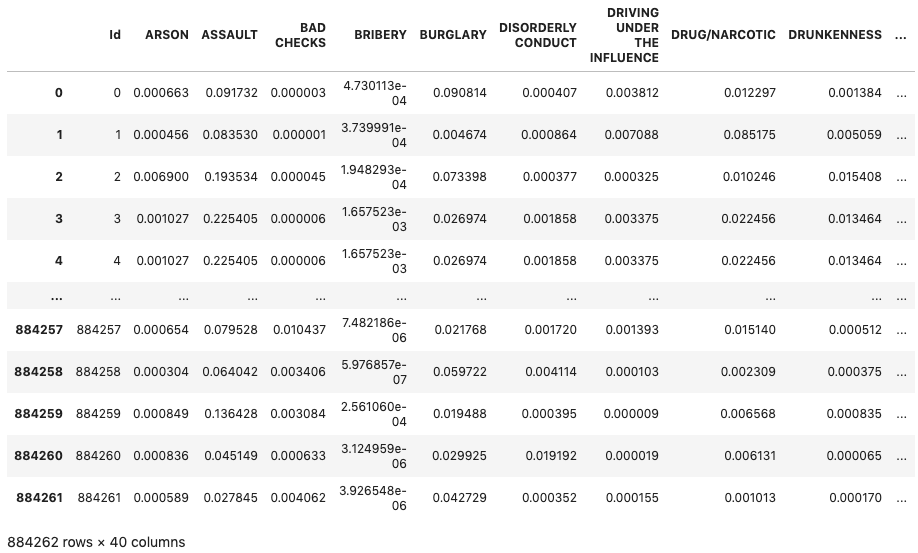 Id ARSON ASSAULT BAD CHECKS BRIBERY BURGLARY DISORDERLY CONDUCT DRIVING UNDER THE INFLUENCE DRUG/NARCOTIC DRUNKENNESS ...
0 0 0.000663 0.091732 0.000003 4.730113e-04 0.090814 0.000407 0.003812 0.012297 0.001384 ...
1 1 0.000456 0.083530 0.000001 3.739991e-04 0.004674 0.000864 0.007088 0.085175 0.005059 ...
2 2 0.006900 0.193534 0.000045 1.948293e-04 0.073398 0.000377 0.000325 0.010246 0.015408 ...
3 3 0.001027 0.225405 0.000006 1.657523e-03 0.026974 0.001858 0.003375 0.022456 0.013464 ...
4 4 0.001027 0.225405 0.000006 1.657523e-03 0.026974 0.001858 0.003375 0.022456 0.013464 ...
... ... ... ... ... ... ... ... ... ... ... ...
884257 884257 0.000654 0.079528 0.010437 7.482186e-06 0.021768 0.001720 0.001393 0.015140 0.000512 ...
884258 884258 0.000304 0.064042 0.003406 5.976857e-07 0.059722 0.004114 0.000103 0.002309 0.000375 ...
884259 884259 0.000849 0.136428 0.003084 2.561060e-04 0.019488 0.000395 0.000009 0.006568 0.000835 ...
884260 884260 0.000836 0.045149 0.000633 3.124959e-06 0.029925 0.019192 0.000019 0.006131 0.000065 ...
884261 884261 0.000589 0.027845 0.004062 3.926548e-06 0.042729 0.000352 0.000155 0.001013 0.000170 ...
884262 rows × 40 columns